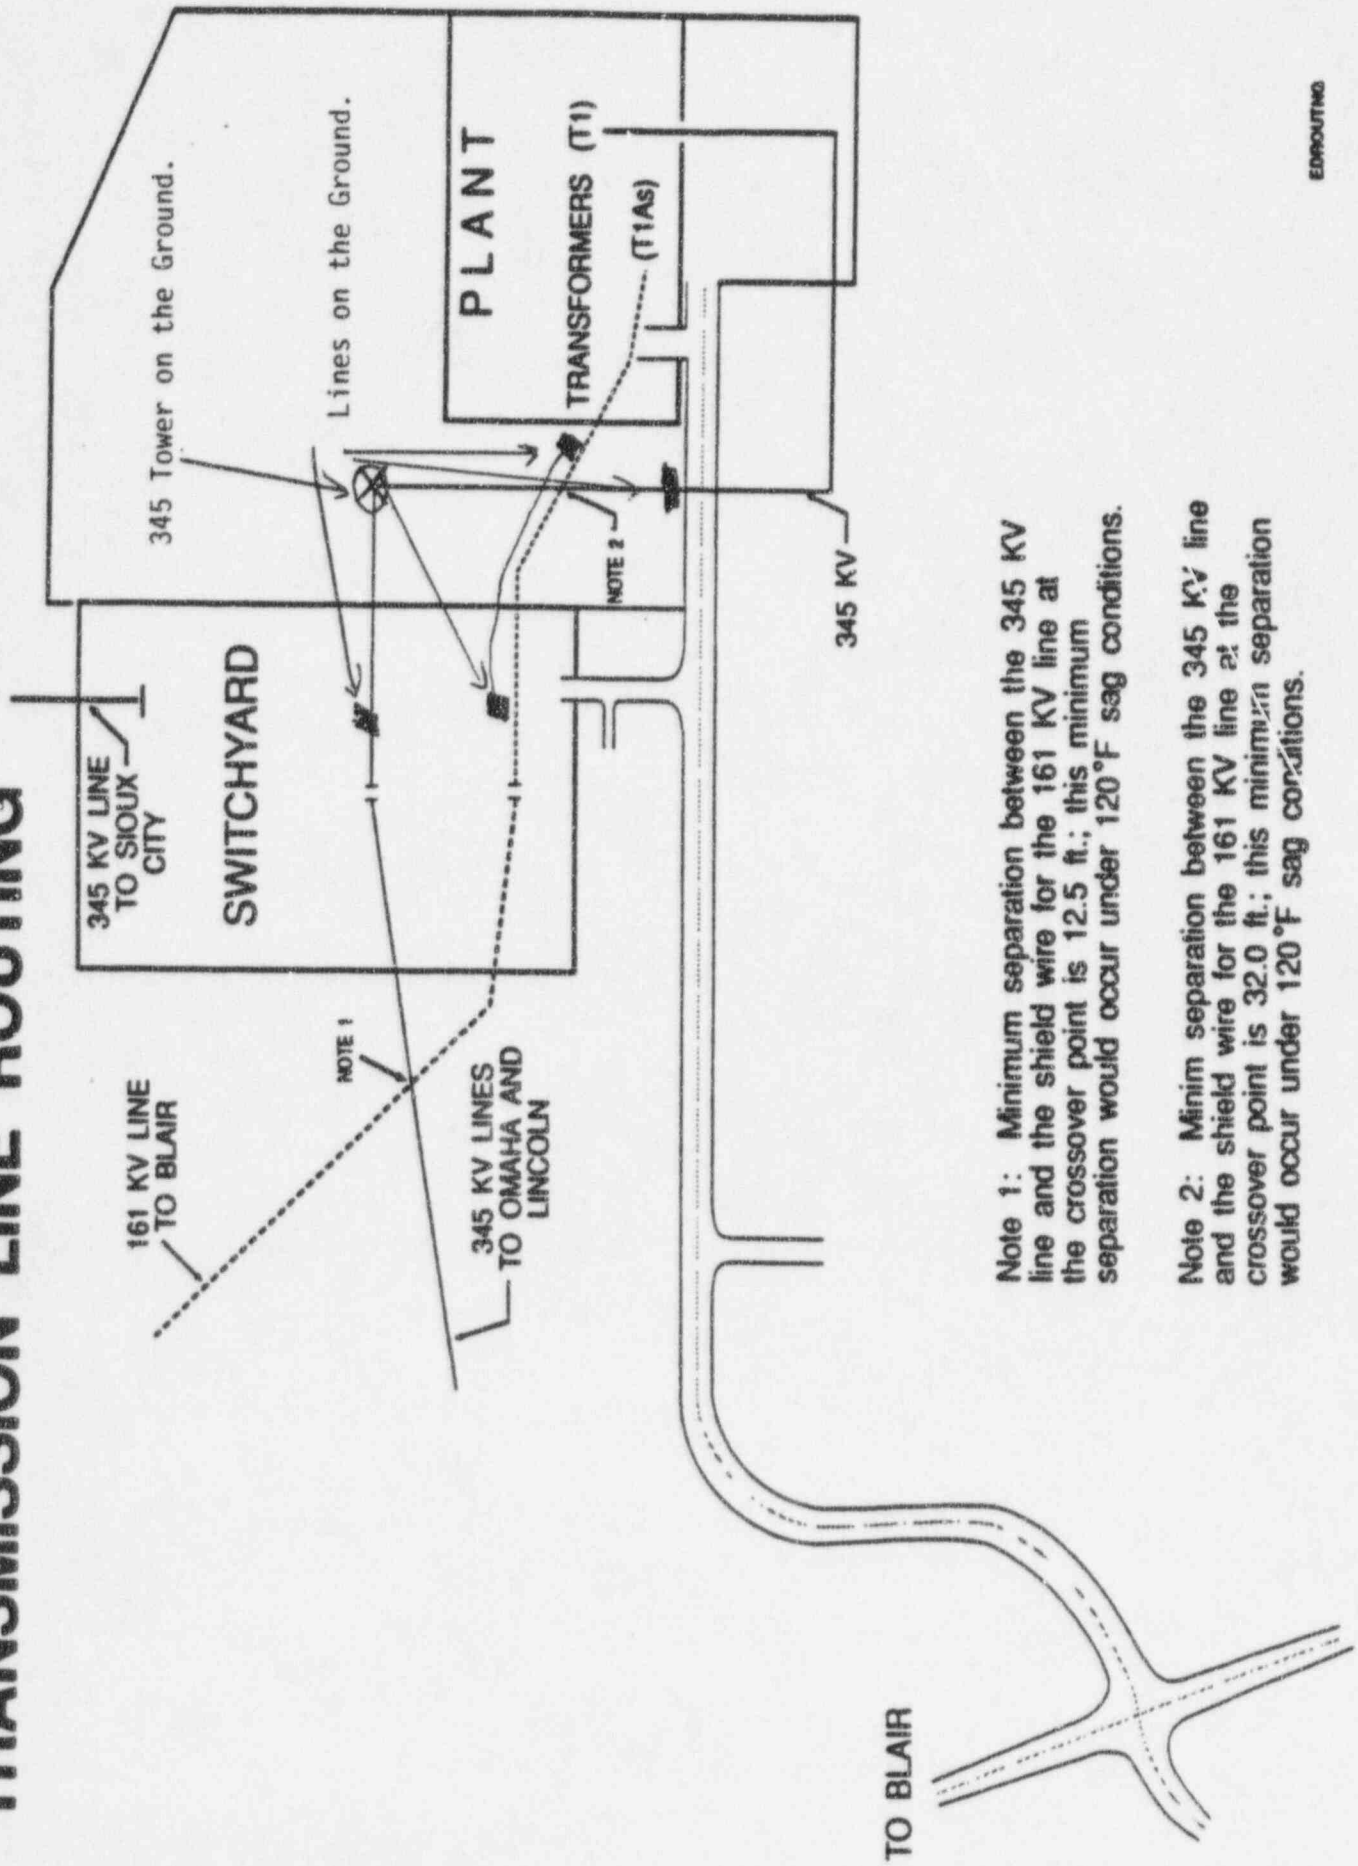 TRANSMISSION LINE ROUTING
161 KV LINE
TO BLAIR
345 KV LINE
TO SIOUX
CITY
345 Tower on the Ground.
SWITCHYARD
Lines on the Ground.
NOTE 1
PLANT
345 KV LINES
TO OMAHA AND
LINCOLN
TRANSFORMERS (T1)
(T1As)
NOTE 2
345 KV
TO BLAIR
Note 1: Minimum separation between the 345 KV
line and the shield wire for the 161 KV line at
the crossover point is 12.5 ft.; this minimum
separation would occur under 120°F sag conditions.
Note 2: Minim separation between the 345 KV line
and the shield wire for the 161 KV line at the
crossover point is 32.0 ft.; this minimum separation
would occur under 120°F sag conditions.
EDROUTING